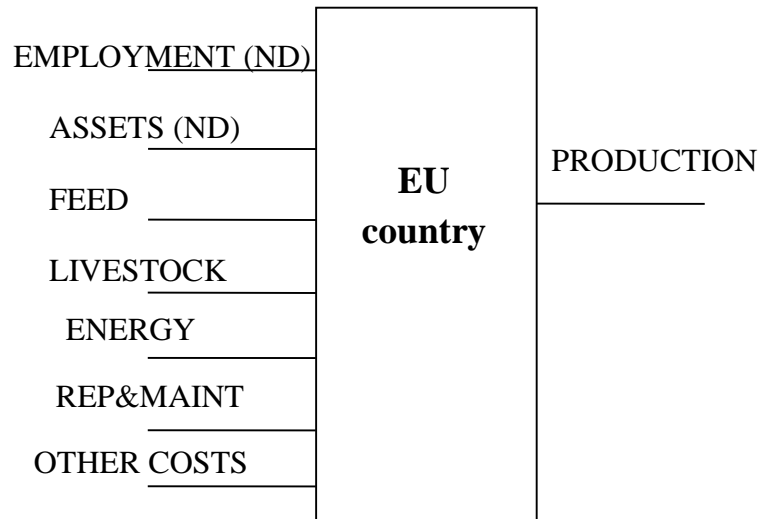 EMPLOYMENT (ND)
ASSETS (ND)
FEED
LIVESTOCK
ENERGY
REP&MAINT
OTHER COSTS
EU
country
PRODUCTION